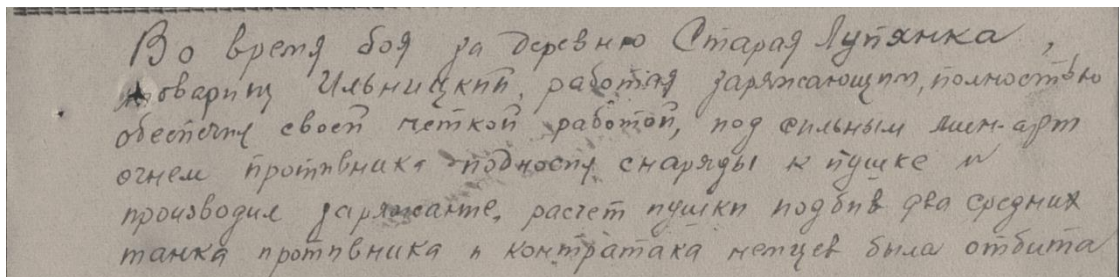 Во время боя за деревню Старая Лупянка,
товарищ Ильницкий, работая заряжающим, полностью
обеспечил своей четкой работой, под сильным мин-арт
огнем противника подносил снаряды к пушке и
производил заряжание, расчет пушки подбив два средних
танка противника и контратака немцев была отбита